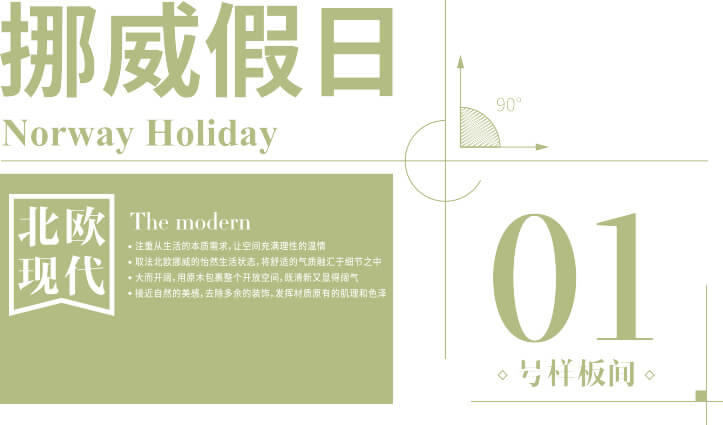 挪威假日
Norway Holiday
90°
北欧
现代
The modern
• 注重从生活的本质需求，让空间充满理性的温情
• 取法北欧挪威的怡然生活状态，将舒适的气质融汇于细节之中
• 大而开阔，用原木包裹整个开放空间，既清新又显得阔气
• 接近自然的美感，去除多余的装饰，发挥材质原有的肌理和色泽
01
号样板间